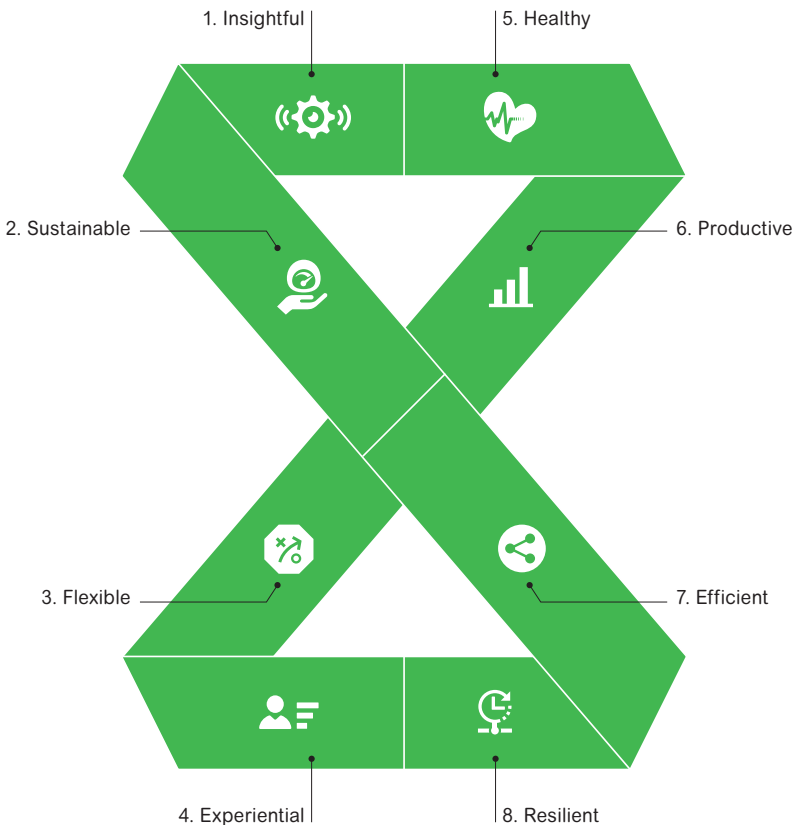 1. Insightful
5. Healthy
2. Sustainable
6. Productive
3. Flexible
7. Efficient
4. Experiential
8. Resilient